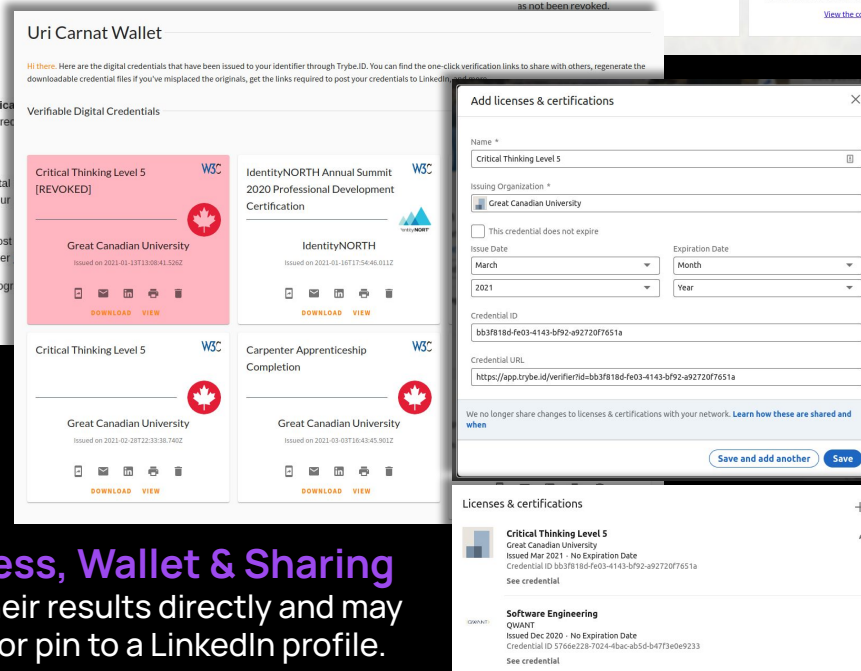 as not been revoked.
View the co
Uri Carnat Wallet
Hi there. Here are the digital credentials that have been issued to your identifier through Trybe.ID. You can find the one-click verification links to share with others, regenerate the
downloadable credential files if you've misplaced the originals, get the links required to post your credentials to LinkedIn, and more.
Verifiable Digital Credentials
Critical Thinking Level 5
[REVOKED]
W3C
Great Canadian University
Issued on 2021-01-13T13:08:41.526Z
DOWNLOAD VIEW
IdentityNORTH Annual Summit
2020 Professional Development
Certification
W3C
IdentityNORTH
IdentityNORTH
Issued on 2021-01-16T17:54:46.011Z
DOWNLOAD VIEW
Critical Thinking Level 5
W3C
Great Canadian University
Issued on 2021-02-28T22:33:38.740Z
DOWNLOAD VIEW
Carpenter Apprenticeship
Completion
W3C
Great Canadian University
Issued on 2021-03-03T16:43:45.901Z
DOWNLOAD VIEW
Add licenses & certifications
Name *
Critical Thinking Level 5
Issuing Organization *
Great Canadian University
This credential does not expire
Issue Date
Expiration Date
March
Month
2021
Year
Credential ID
bb3f818d-fe03-4143-bf92-a92720f7651a
Credential URL
https://app.trybe.id/verifier?id=bb3f818d-fe03-4143-bf92-a92720f7651a
We no longer share changes to licenses & certifications with your network. Learn how these are shared and
when
Save and add another
Save
Licenses & certifications
Critical Thinking Level 5
Great Canadian University
Issued Mar 2021 · No Expiration Date
Credential ID bb3f818d-fe03-4143-bf92-a92720f7651a
See credential
QWANT
Software Engineering
QWANT
Issued Dec 2020 · No Expiration Date
Credential ID 5766e228-7024-4bac-ab5d-b47f3e0e9233
See credential
ess, Wallet & Sharing
eir results directly and may
or pin to a LinkedIn profile.